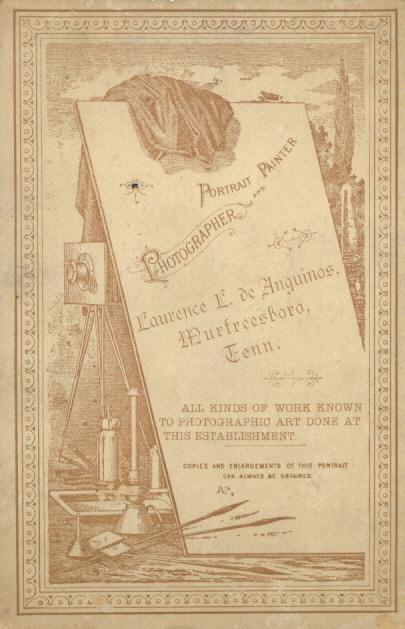 PORTRAIT PAINTER
AND
PHOTOGRAPHER
Laurence L. de Anguinos,
Murfreesboro,
Tenn.
ALL KINDS OF WORK KNOWN
TO PHOTOGRAPHIC ART DONE AT
THIS ESTABLISHMENT.
COPIES AND ENLARGEMENTS OF THIS PORTRAIT
CAN ALWAYS BE OBTAINED.